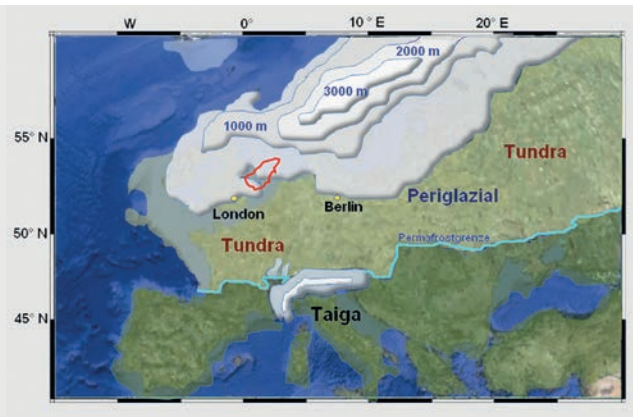 W 0° 10° E 20° E
2000 m
3000 m
1000 m
55° N
Tundra
Periglazial
London
Berlin
50° N
Tundra
Permafrostgrenze
Taiga
45° N